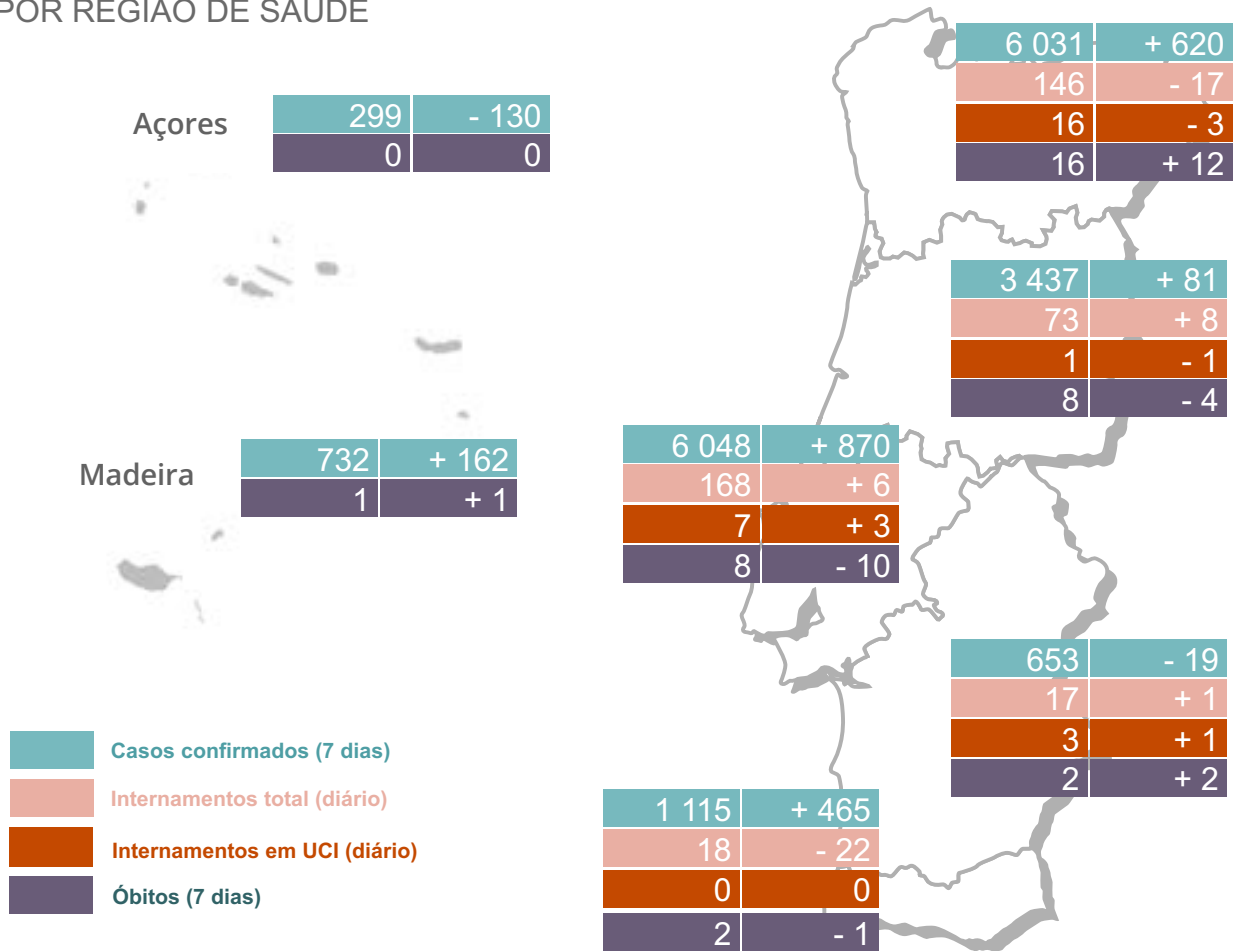 POR REGIÃO DE SAÚDE
Açores
299 - 130
0 0
Madeira
732 + 162
1 + 1
6 031 + 620
146 - 17
16 - 3
16 + 12
3 437 + 81
73 + 8
1 - 1
8 - 4
6 048 + 870
168 + 6
7 + 3
8 - 10
653 - 19
17 + 1
3 + 1
2 + 2
1 115 + 465
18 - 22
0 0
2 - 1
Casos confirmados (7 dias)
Internamentos total (diário)
Internamentos em UCI (diário)
Óbitos (7 dias)